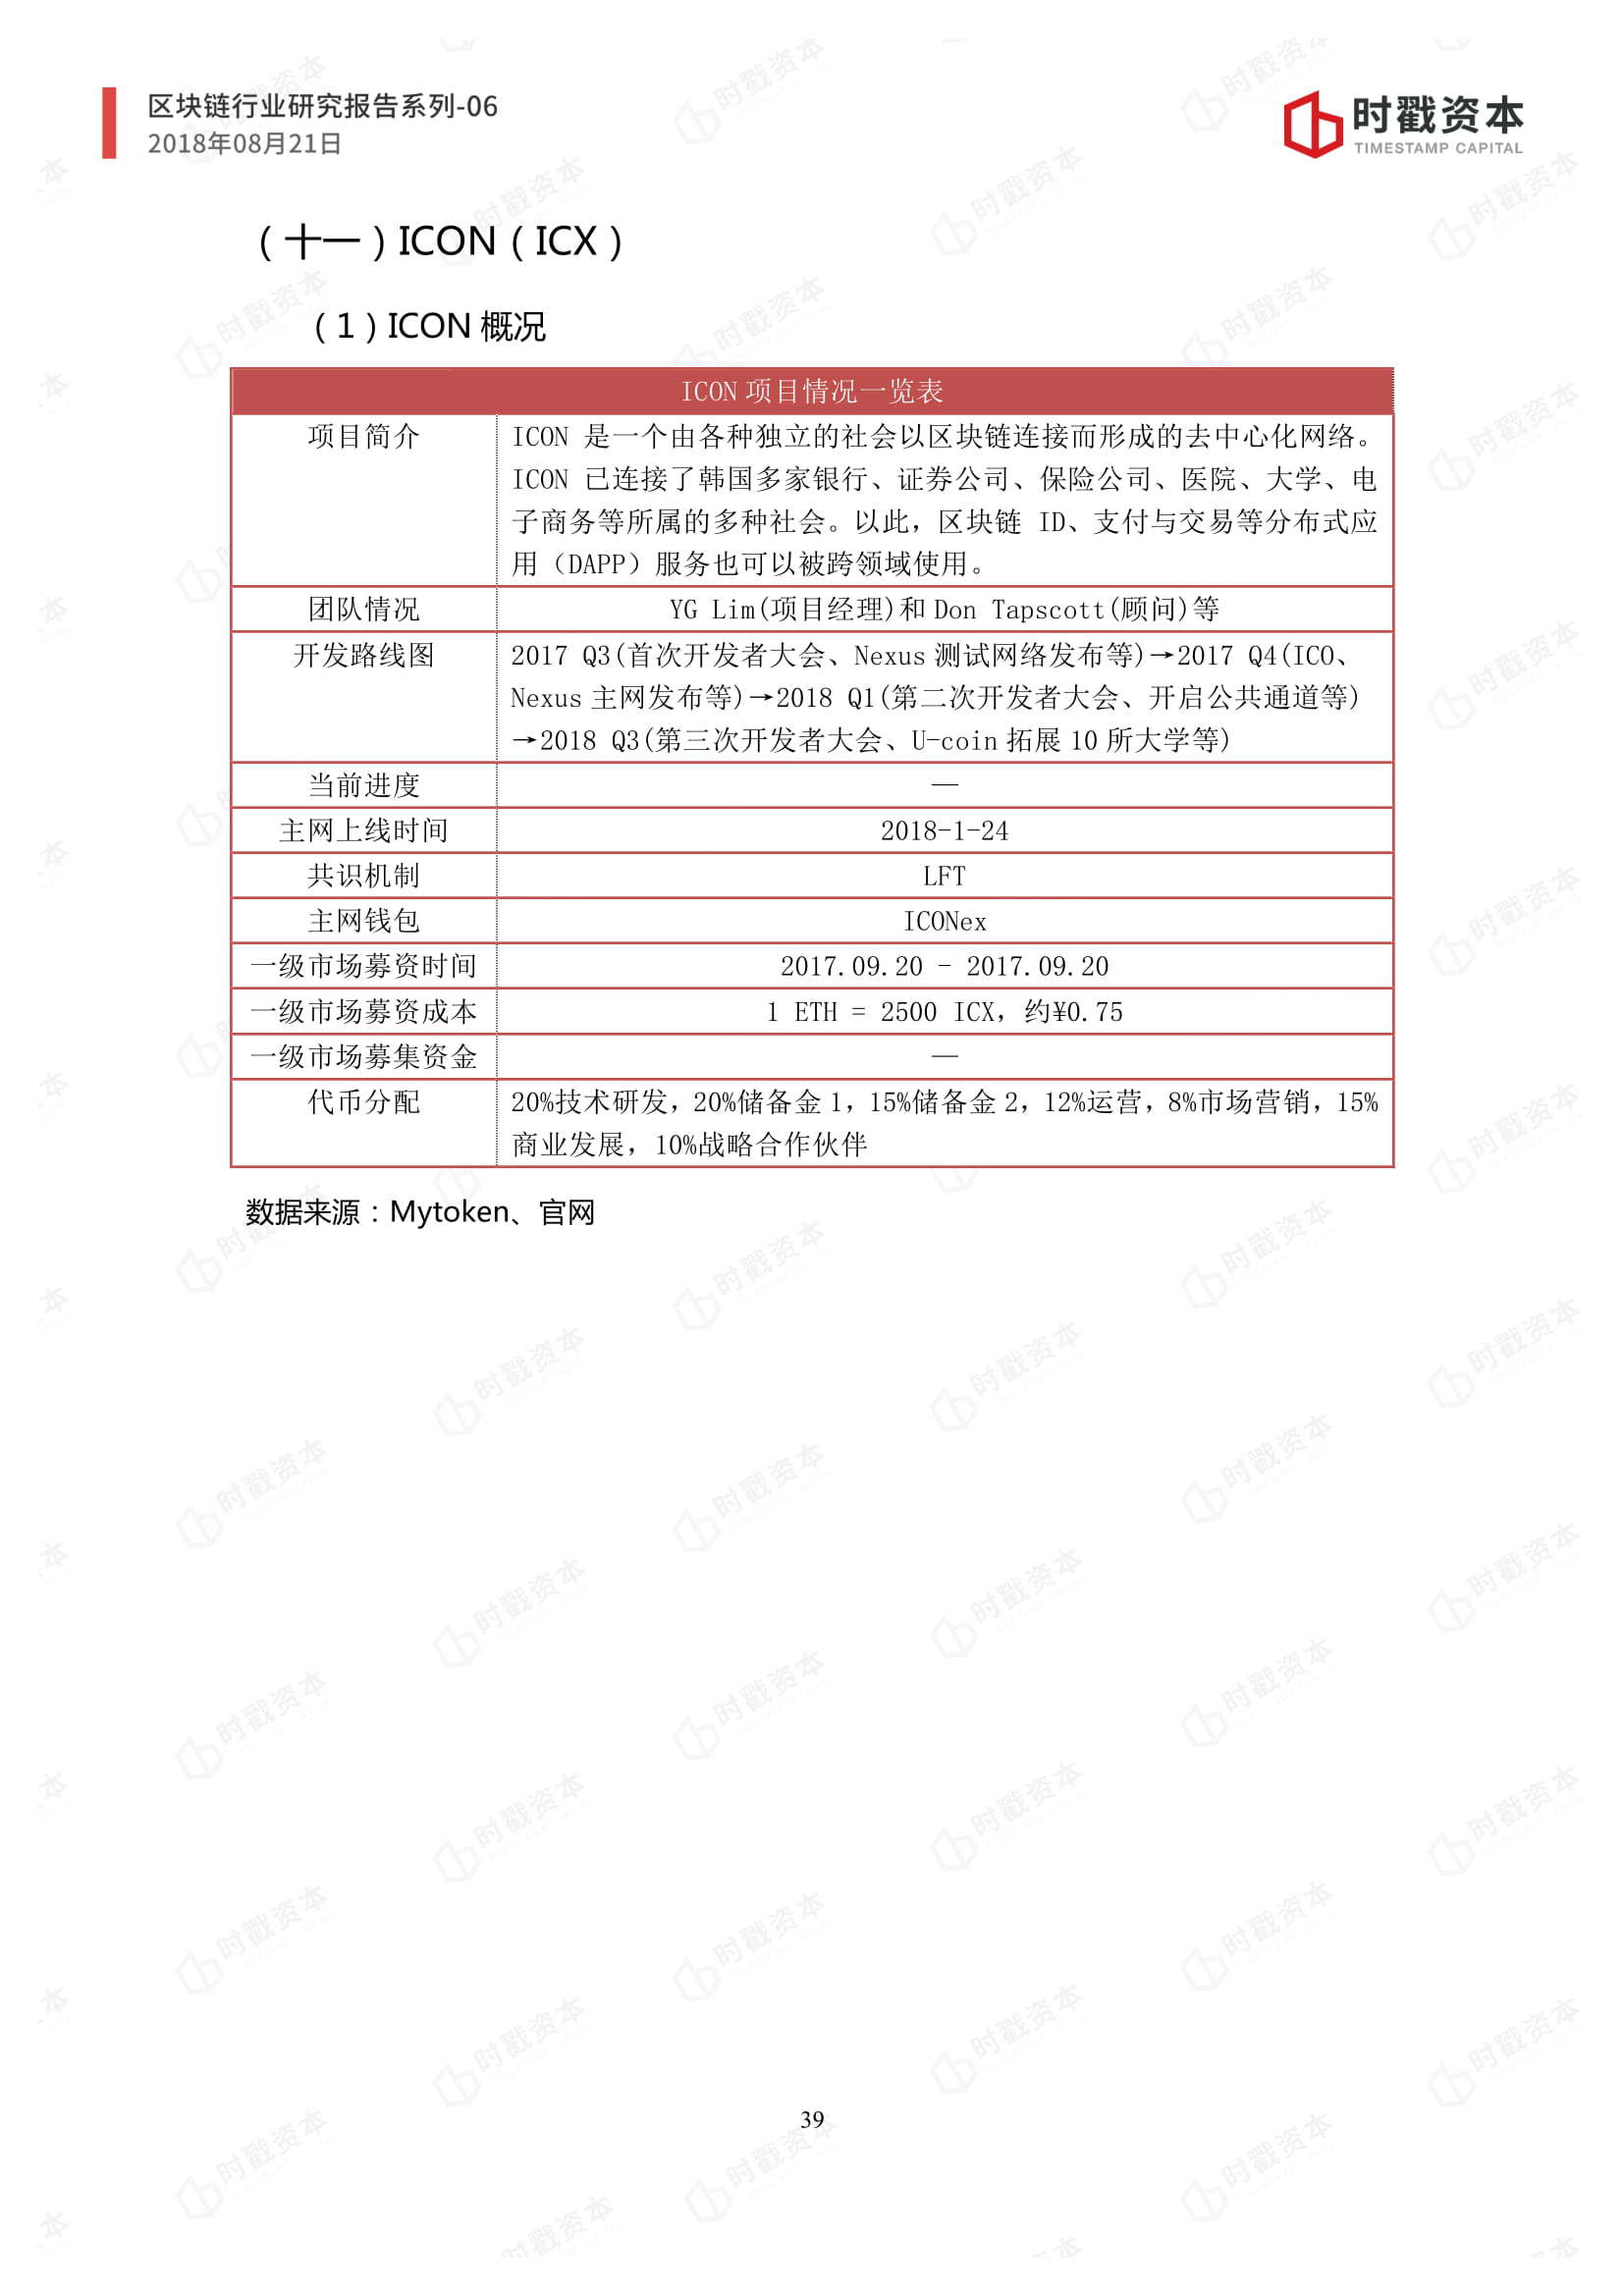 区块链行业研究报告系列-06
2018年08月21日
时戳资本
TIMESTAMP CAPITAL
（十一）ICON（ICX）
（1）ICON 概况
ICON 项目情况一览表
项目简介
ICON 是一个由各种独立的社会以区块链连接而形成的去中心化网络。
ICON 已连接了韩国多家银行、证券公司、保险公司、医院、大学、电
子商务等所属的多种社会。以此，区块链 ID、支付与交易等分布式应
用（DAPP）服务也可以被跨领域使用。
团队情况
YG Lim(项目经理)和 Don Tapscott(顾问)等
开发路线图
2017 Q3(首次开发者大会、Nexus 测试网络发布等)→2017 Q4(ICO、
Nexus 主网发布等)→2018 Q1(第二次开发者大会、开启公共通道等)
→2018 Q3(第三次开发者大会、U-coin 拓展 10 所大学等)
当前进度
—
主网上线时间
2018-1-24
共识机制
LFT
主网钱包
ICONex
一级市场募资时间
2017.09.20 - 2017.09.20
一级市场募资成本
1 ETH = 2500 ICX，约¥0.75
一级市场募集资金
—
代币分配
20%技术研发，20%储备金 1，15%储备金 2，12%运营，8%市场营销，15%
商业发展，10%战略合作伙伴
数据来源：Mytoken、官网
39